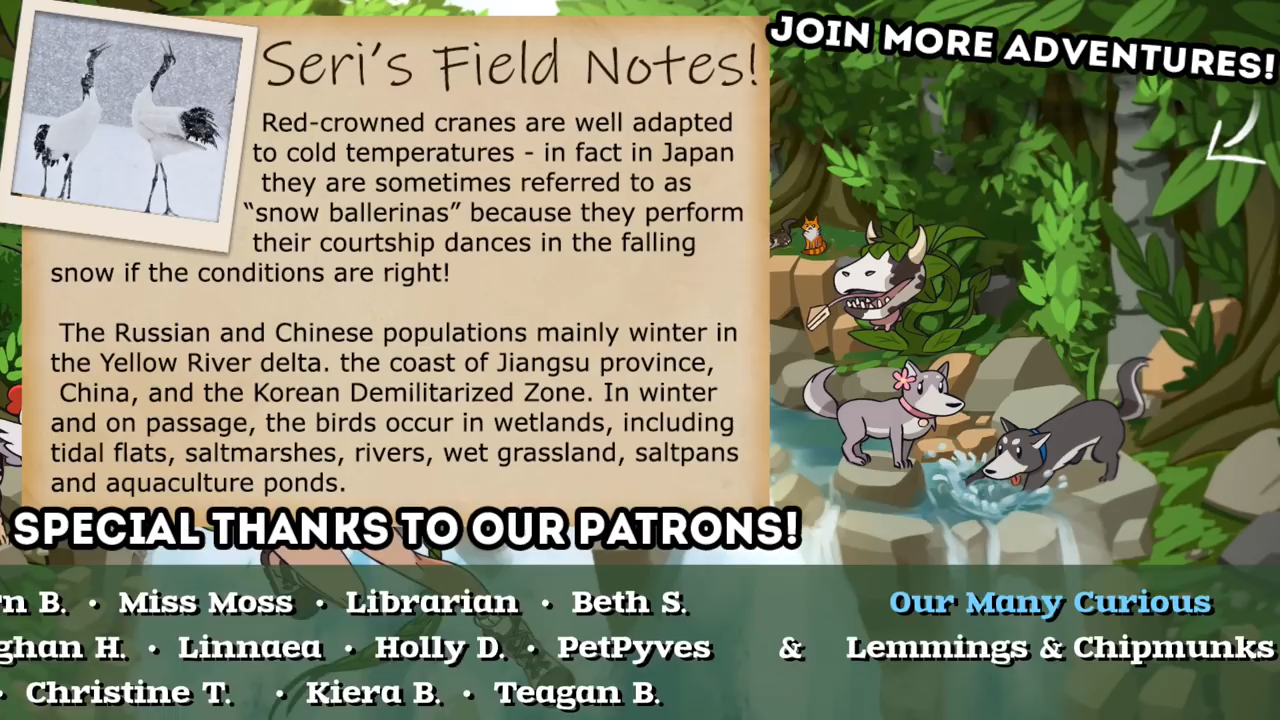 Seri's Field Notes!
JOIN MORE ADVENTURES!
Red-crowned cranes are well adapted
to cold temperatures - in fact in Japan
they are sometimes referred to as
“snow ballerinas” because they perform
their courtship dances in the falling
snow if the conditions are right!
The Russian and Chinese populations mainly winter in
the Yellow River delta. the coast of Jiangsu province,
China, and the Korean Demilitarized Zone. In winter
and on passage, the birds occur in wetlands, including
tidal flats, saltmarshes, rivers, wet grassland, saltpans
and aquaculture ponds.
SPECIAL THANKS TO OUR PATRONS!
B. • Miss Moss • Librarian • Beth S.
H. • Linnaea • Holly D. • PetPyves
• Christine T. • Kiera B. • Teagan B.
Our Many Curious
& Lemmings & Chipmunks